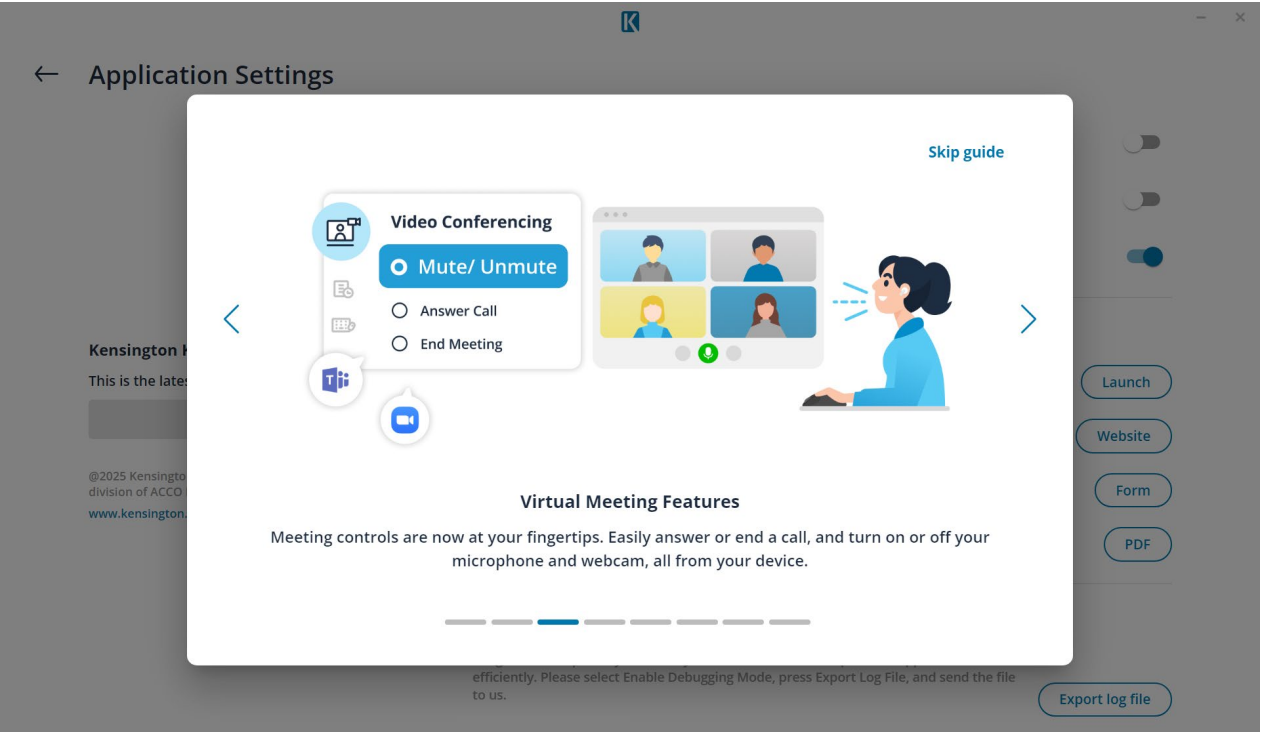 Application Settings
Skip guide
Video Conferencing
Mute/ Unmute
Answer Call
End Meeting
Kensington
This is the
Launch
Website
@2025
division of ACCO
www.kensington.
Form
PDF
Virtual Meeting Features
Meeting controls are now at your fingertips. Easily answer or end a call, and turn on or off your
microphone and webcam, all from your device.
efficiently. Please select Enable Debugging Mode, press Export Log File, and send the file
to us.
Export log file